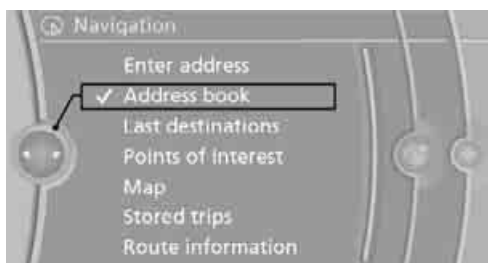 Navigation
Enter address
Address book
Last destinations
Points of Interest
Map
Stored trips
Route information